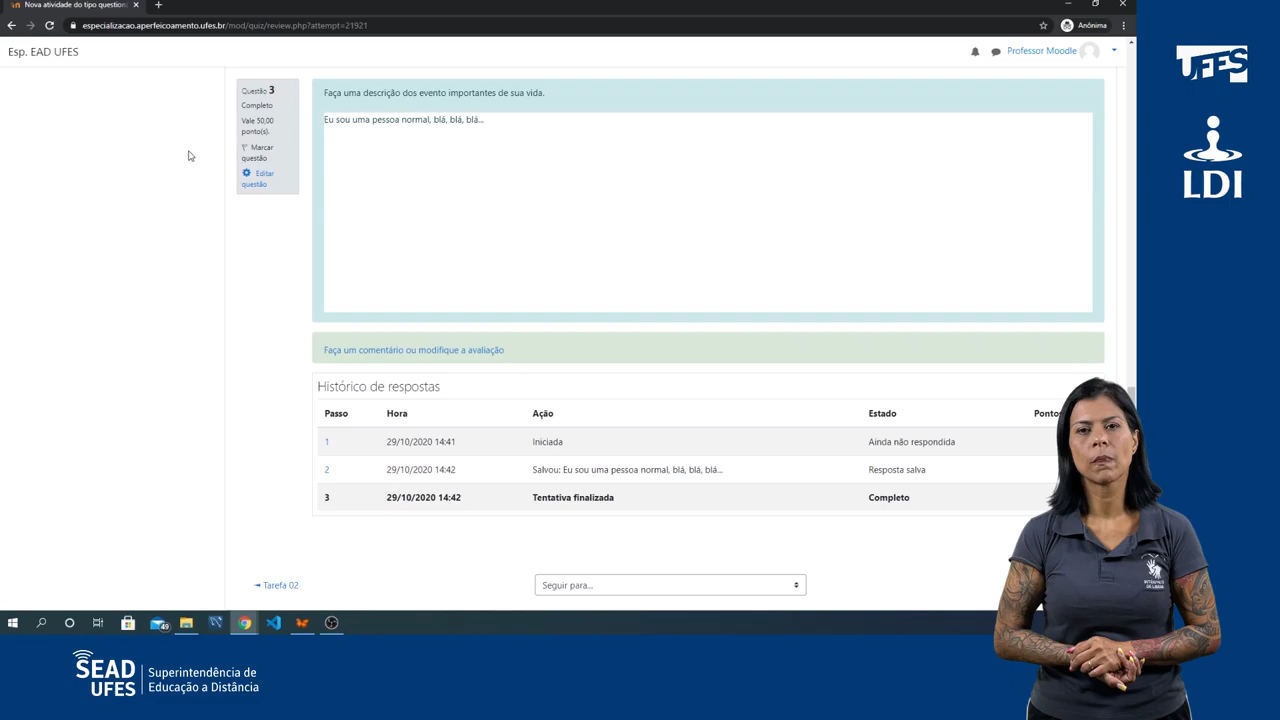 Nova atividade do tipo question
especializacao.aperfeicoamento.ufes.br/mod/quiz/review.php?attempt=21921
Anônima
Esp. EAD UFES
Professor Moodle
UFES
LDI
Questão 3
Completo
Vale 50,00
ponto(s).
Marcar
questão
Editar
questão
Faça uma descrição dos evento importantes de sua vida.
Eu sou uma pessoa normal, blá, blá, blá...
Faça um comentário ou modifique a avaliação
Histórico de respostas
Passo Hora Ação Estado Pontos
1 29/10/2020 14:41 Iniciada Ainda não respondida
2 29/10/2020 14:42 Salvou: Eu sou uma pessoa normal, blá, blá, blá... Resposta salva
3 29/10/2020 14:42 Tentativa finalizada Completo
◄ Tarefa 02
Seguir para...
49
SEAD
UFES
Superintendência de
Educação a Distância